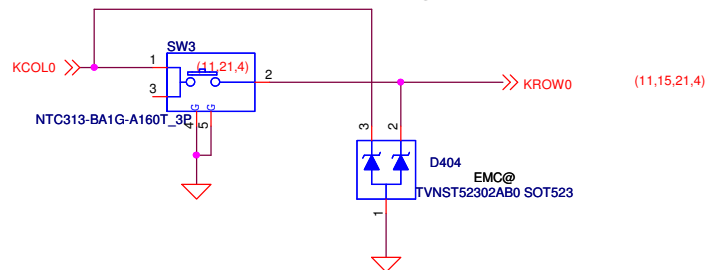 SW3
KCOL0
1
(11,21,4)
2
KROW0
(11,15,21,4)
3
NTC313-BA1G-A160T_3P
G
G
4
5
3
2
D404
EMC@
TVNST52302AB0 SOT523
1